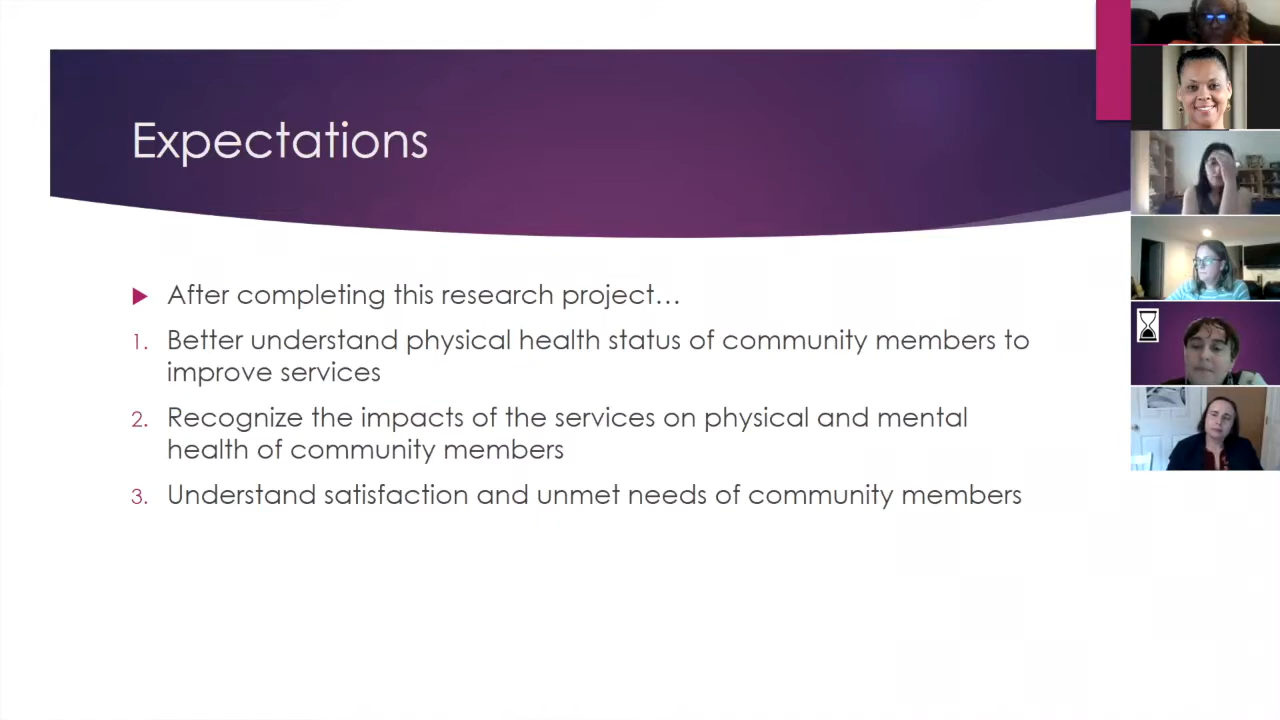 Expectations
After completing this research project…
1. Better understand physical health status of community members to
improve services
2. Recognize the impacts of the services on physical and mental
health of community members
3. Understand satisfaction and unmet needs of community members